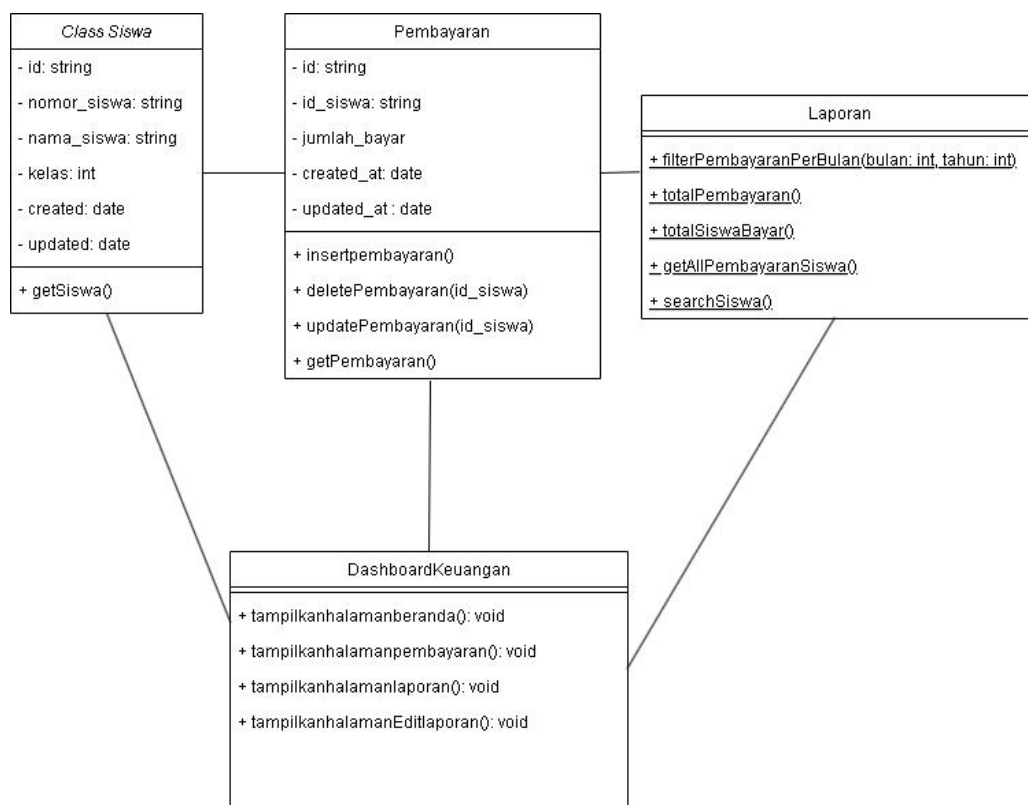 Class Siswa
- id: string
- nomor_siswa: string
- nama_siswa: string
- kelas: int
- created: date
- updated: date
+ getSiswa()
Pembayaran
- id: string
- id_siswa: string
- jumlah_bayar
- created_at: date
- updated_at : date
+ insertpembayaran()
+ deletePembayaran(id_siswa)
+ updatePembayaran(id_siswa)
+ getPembayaran()
Laporan
+ filterPembayaranPerBulan(bulan: int, tahun: int)
+ totalPembayaran()
+ totalSiswaBayar()
+ getAllPembayaranSiswa()
+ searchSiswa()
DashboardKeuangan
+ tampilkanhalamanberanda(): void
+ tampilkanhalamanpembayaran(): void
+ tampilkanhalamanlaporan(): void
+ tampilkanhalamanEditlaporan(): void